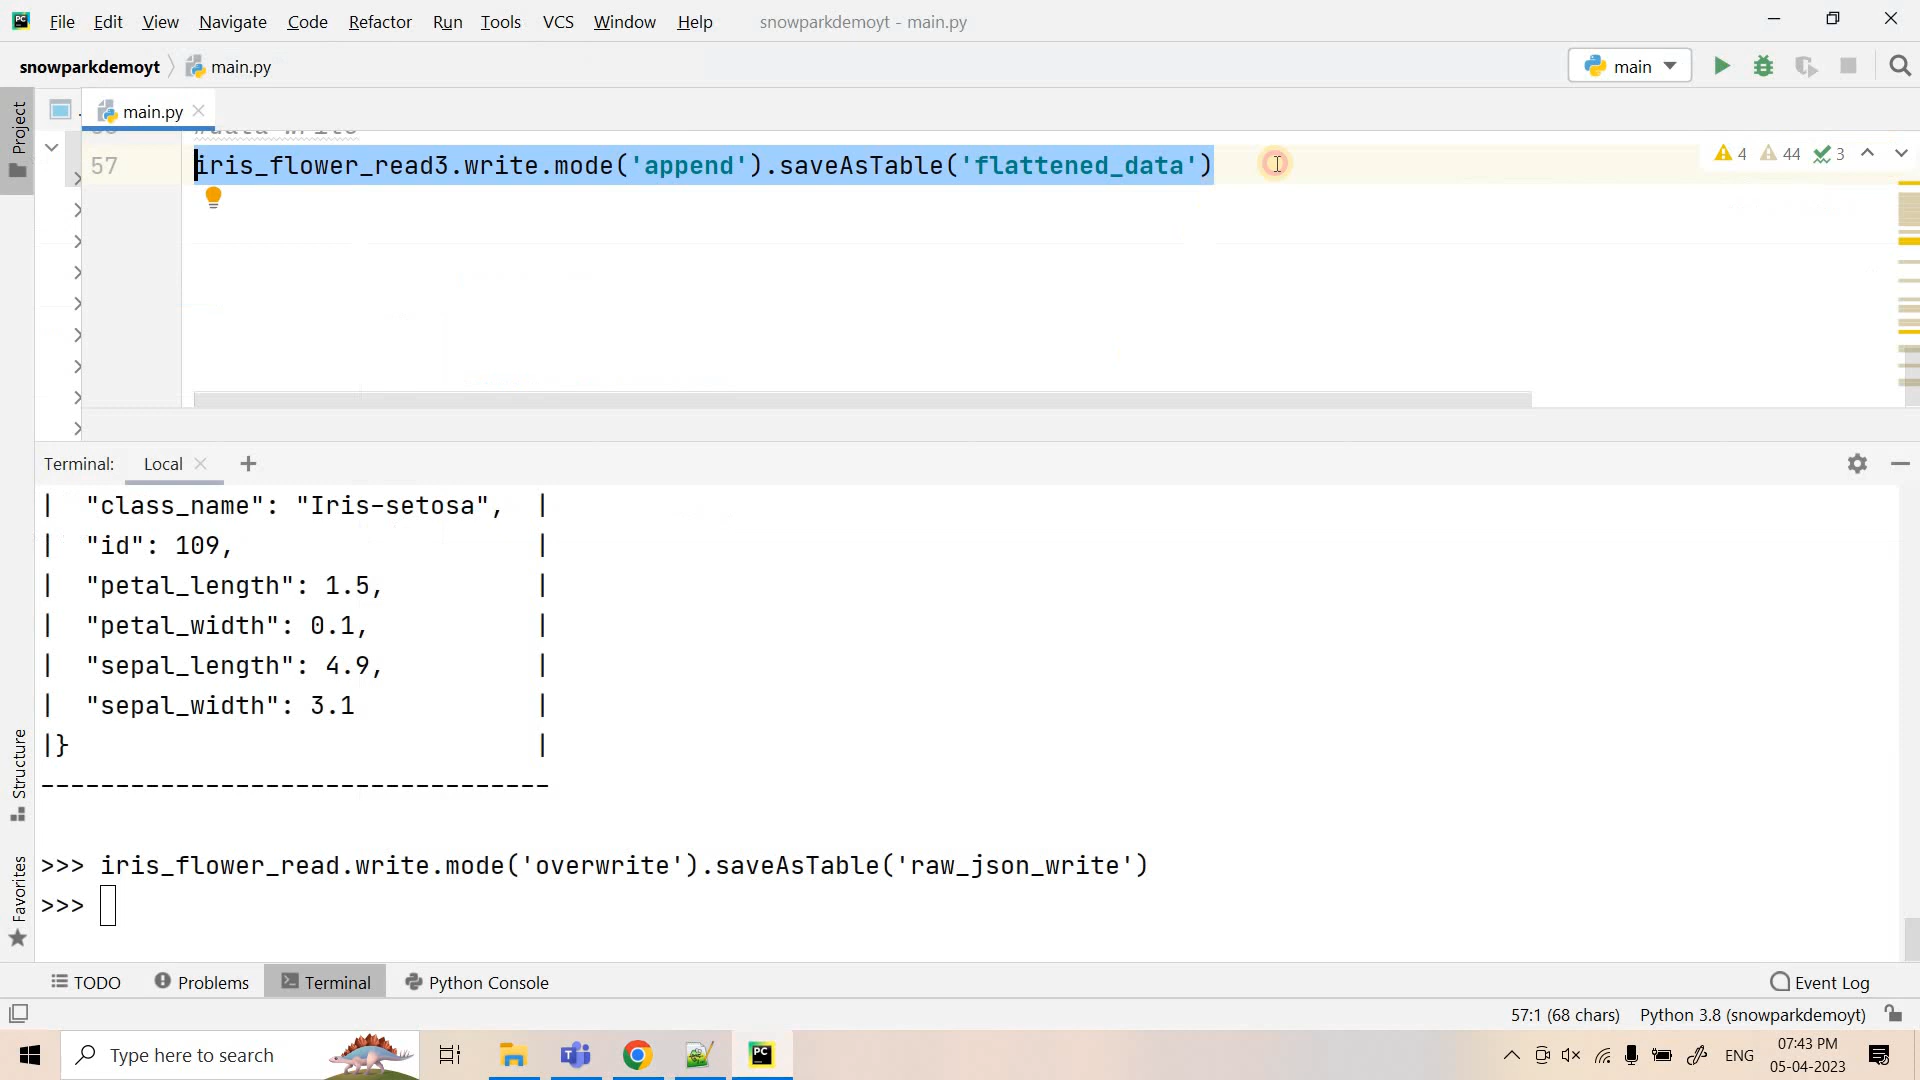 File Edit View Navigate Code Refactor Run Tools VCS Window Help snowparkdemoyt - main.py
snowparkdemoyt main.py main
Project
main.py
#data write
57 iris_flower_read3.write.mode('append').saveAsTable('flattened_data') 4 44 3
Terminal: Local
| "class_name": "Iris-setosa", |
| "id": 109, |
| "petal_length": 1.5, |
| "petal_width": 0.1, |
| "sepal_length": 4.9, |
| "sepal_width": 3.1 |
|} |
----------------------------------
>>> iris_flower_read.write.mode('overwrite').saveAsTable('raw_json_write')
>>>
Structure
Favorites
TODO Problems Terminal Python Console Event Log
57:1 (68 chars) Python 3.8 (snowparkdemoyt)
PC
Type here to search ENG 07:43 PM
05-04-2023